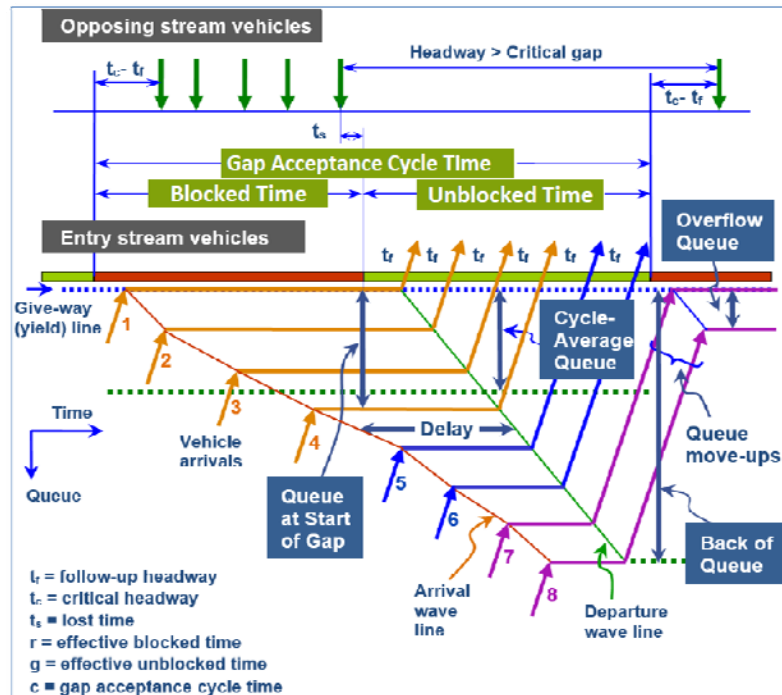 Opposing stream vehicles
Headway > Critical gap
tc- tf
tc- tf
ts
Gap Acceptance Cycle TIme
Blocked Time
Unblocked Time
Overflow
Queue
Entry stream vehicles
tf
tf
tf
tf
tf
tf
Give-way
(yield) line
1
2
3
4
5
6
7
8
Cycle-
Average
Queue
Time
Queue
Vehicle
arrivals
Delay
Queue
move-ups
Queue
at Start
of Gap
Back of
Queue
Arrival
wave
line
Departure
wave line
tf = follow-up headway
tc = critical headway
ts = lost time
r = effective blocked time
g = effective unblocked time
c = gap acceptance cycle time